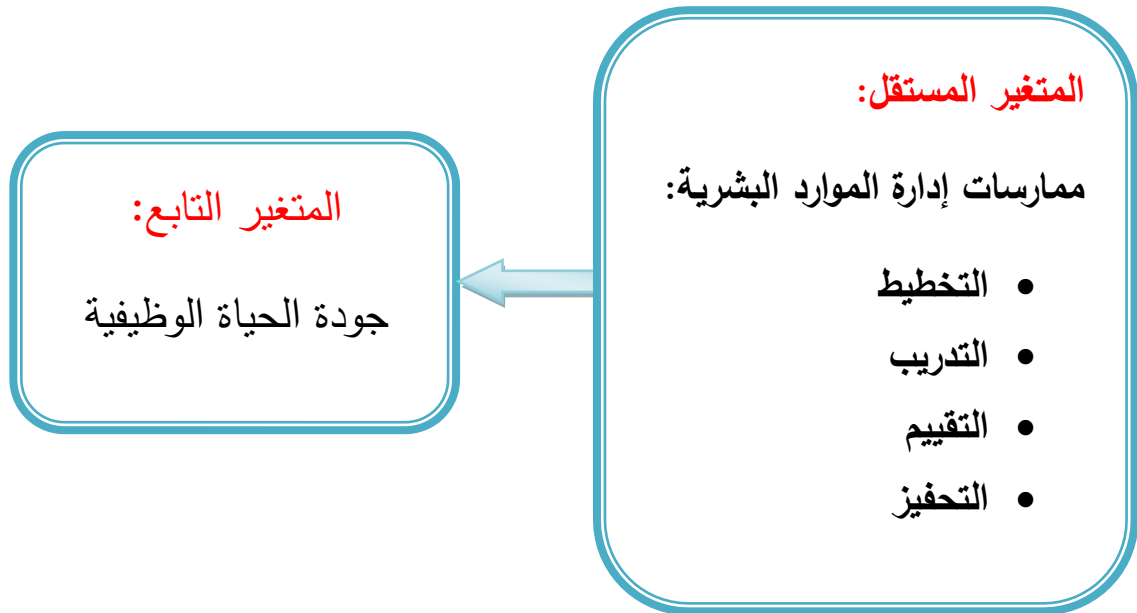 المتغير المستقل:
ممارسات إدارة الموارد البشرية:
• التخطيط
• التدريب
• التقييم
• التحفيز
المتغير التابع:
جودة الحياة الوظيفية